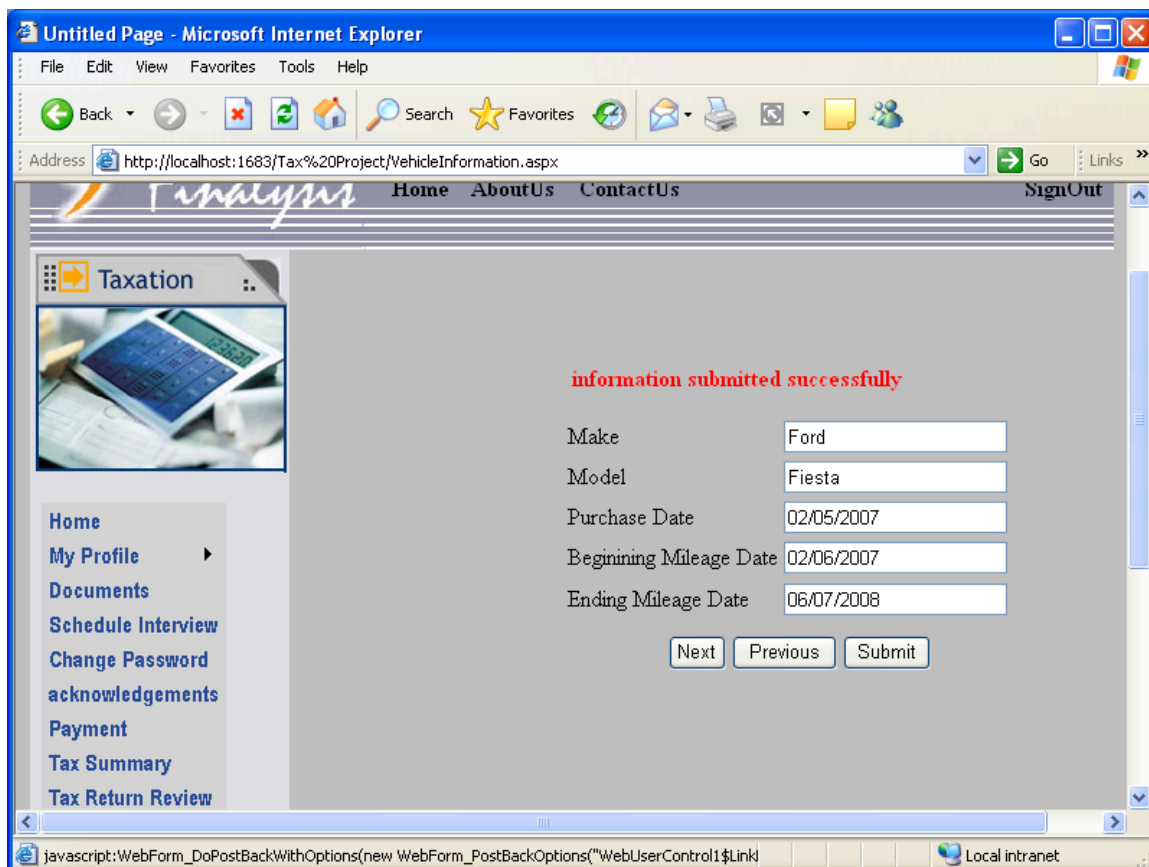 Untitled Page - Microsoft Internet Explorer
File Edit View Favorites Tools Help
Back Search Favorites
Address http://localhost:1683/Tax%20Project/VehicleInformation.aspx Go Links »
Finalysis Home AboutUs ContactUs SignOut
Taxation
123620
information submitted successfully
Make Ford
Model Fiesta
Purchase Date 02/05/2007
Beginining Mileage Date 02/06/2007
Ending Mileage Date 06/07/2008
Next Previous Submit
Home
My Profile
Documents
Schedule Interview
Change Password
acknowledgements
Payment
Tax Summary
Tax Return Review
javascript:WebForm_DoPostBackWithOptions(new WebForm_PostBackOptions("WebUserControl1$Link Local intranet